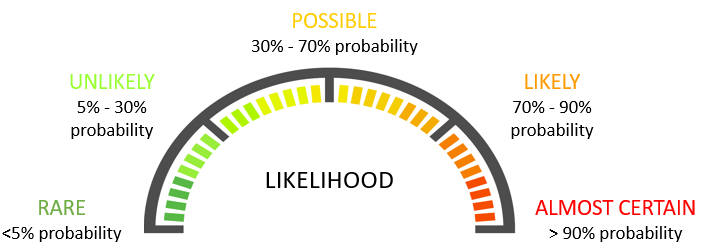 POSSIBLE
30% - 70% probability
UNLIKELY
5% - 30%
probability
LIKELY
70% - 90%
probability
LIKELIHOOD
RARE
<5% probability
ALMOST CERTAIN
> 90% probability